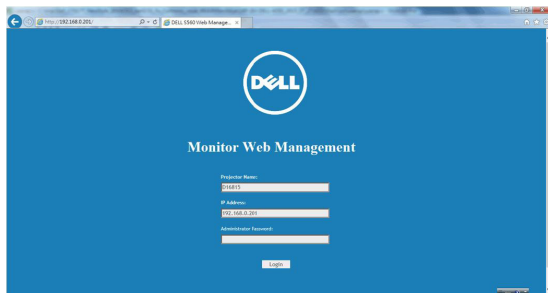 http://192.168.0.201/
DELL S560 Web Manage...
DELL
Monitor Web Management
Projector Name:
D16815
IP Address:
192.168.0.201
Administrator Password:
Login